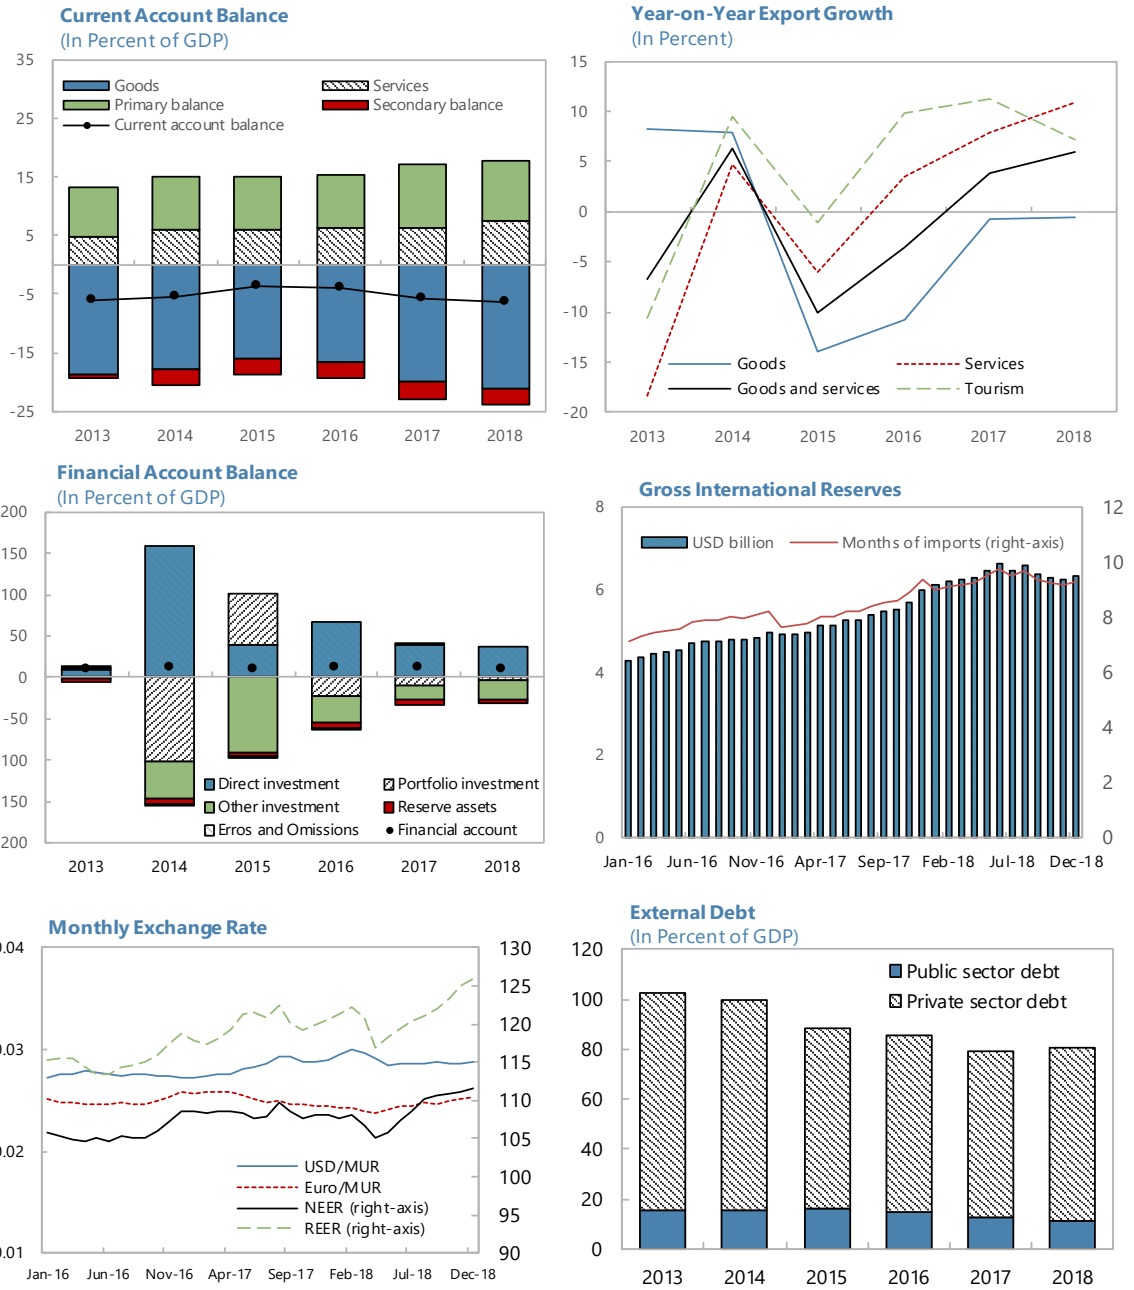 Current Account Balance
(In Percent of GDP)
35
25
15
5
-5
-15
-25
Goods
Services
Primary balance
Secondary balance
Current account balance
2013 2014 2015 2016 2017 2018
Year-on-Year Export Growth
(In Percent)
15
10
5
0
-5
-10
-15
-20
Goods
Services
Goods and services
Tourism
2013 2014 2015 2016 2017 2018
Financial Account Balance
(In Percent of GDP)
200
150
100
50
0
-50
100
150
200
Direct investment
Portfolio investment
Other investment
Reserve assets
Erros and Omissions
Financial account
2013 2014 2015 2016 2017 2018
Gross International Reserves
8
6
4
2
0
12
10
8
6
4
2
0
USD billion
Months of imports (right-axis)
Jan-16 Jun-16 Nov-16 Apr-17 Sep-17 Feb-18 Jul-18 Dec-18
Monthly Exchange Rate
0.04
0.03
0.02
0.01
130
125
120
115
110
105
100
95
90
USD/MUR
Euro/MUR
NEER (right-axis)
REER (right-axis)
Jan-16 Jun-16 Nov-16 Apr-17 Sep-17 Feb-18 Jul-18 Dec-18
External Debt
(In Percent of GDP)
120
100
80
60
40
20
0
Public sector debt
Private sector debt
2013 2014 2015 2016 2017 2018